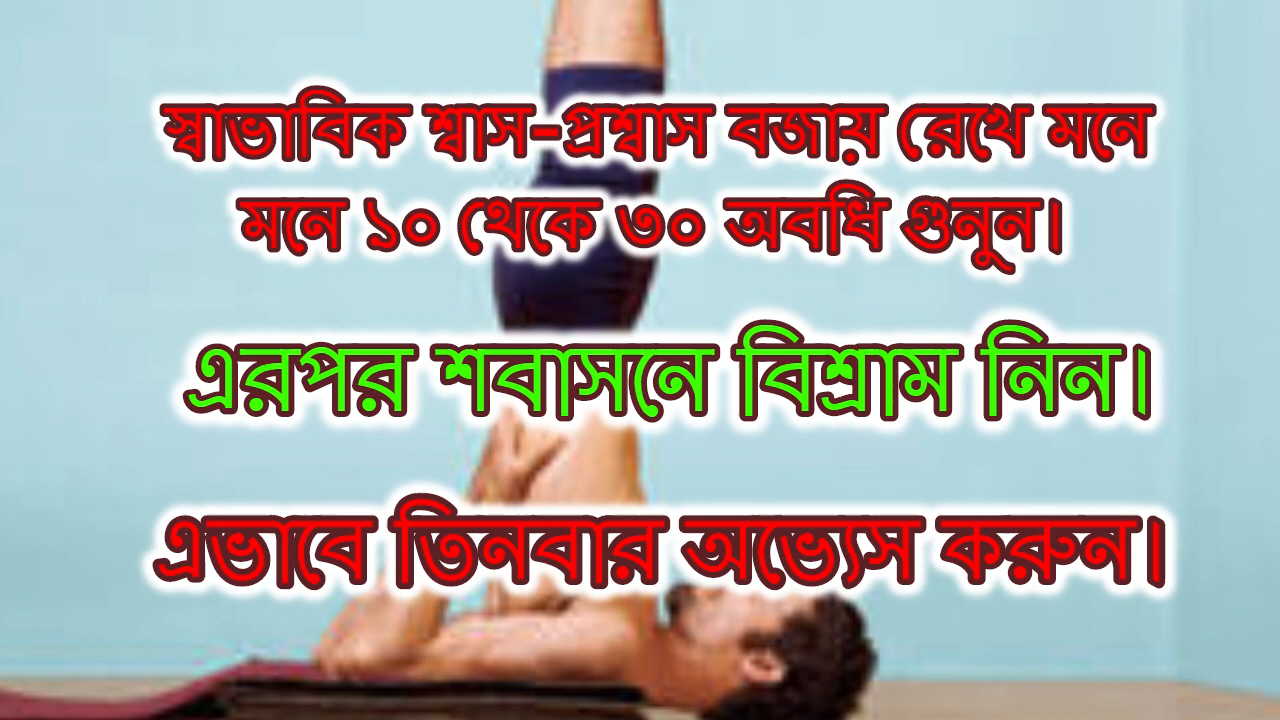 স্বাভাবিক শ্বাস-প্রশ্বাস বজায় রেখে মনে
মনে ১০ থেকে ৩০ অবধি গুনুন।
এরপর শবাসনে বিশ্রাম নিন।
এভাবে তিনবার অভ্যেস করুন।